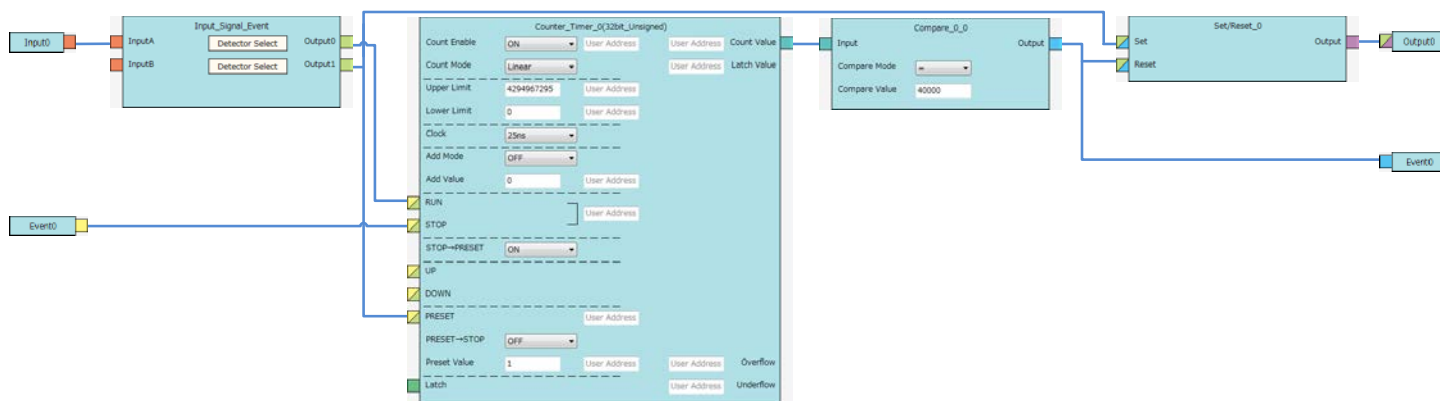 Input0
Input_Signal_Event
InputA
Detector Select
Output0
InputB
Detector Select
Output1
Event0
Counter_Timer_0(32bit_Unsigned)
Count Enable
ON
User Address
User Address
Count Value
Count Mode
Linear
User Address
Latch Value
Upper Limit
4294967295
User Address
Lower Limit
0
User Address
Clock
25ns
Add Mode
OFF
Add Value
0
User Address
RUN
User Address
STOP
STOP→PRESET
ON
UP
DOWN
PRESET
User Address
PRESET→STOP
OFF
Preset Value
1
User Address
User Address
Overflow
Latch
User Address
Underflow
Compare_0_0
Input
Output
Compare Mode
=
Compare Value
40000
Set/Reset_0
Set
Output
Reset
Output0
Event0